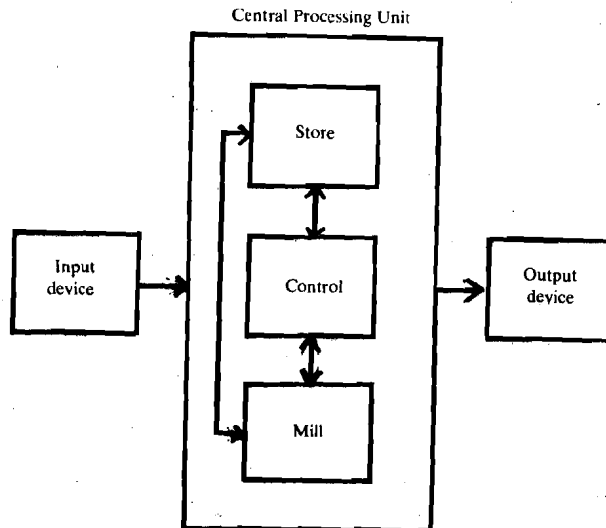 Central Processing Unit
Store
Input
device
Control
Output
device
Mill